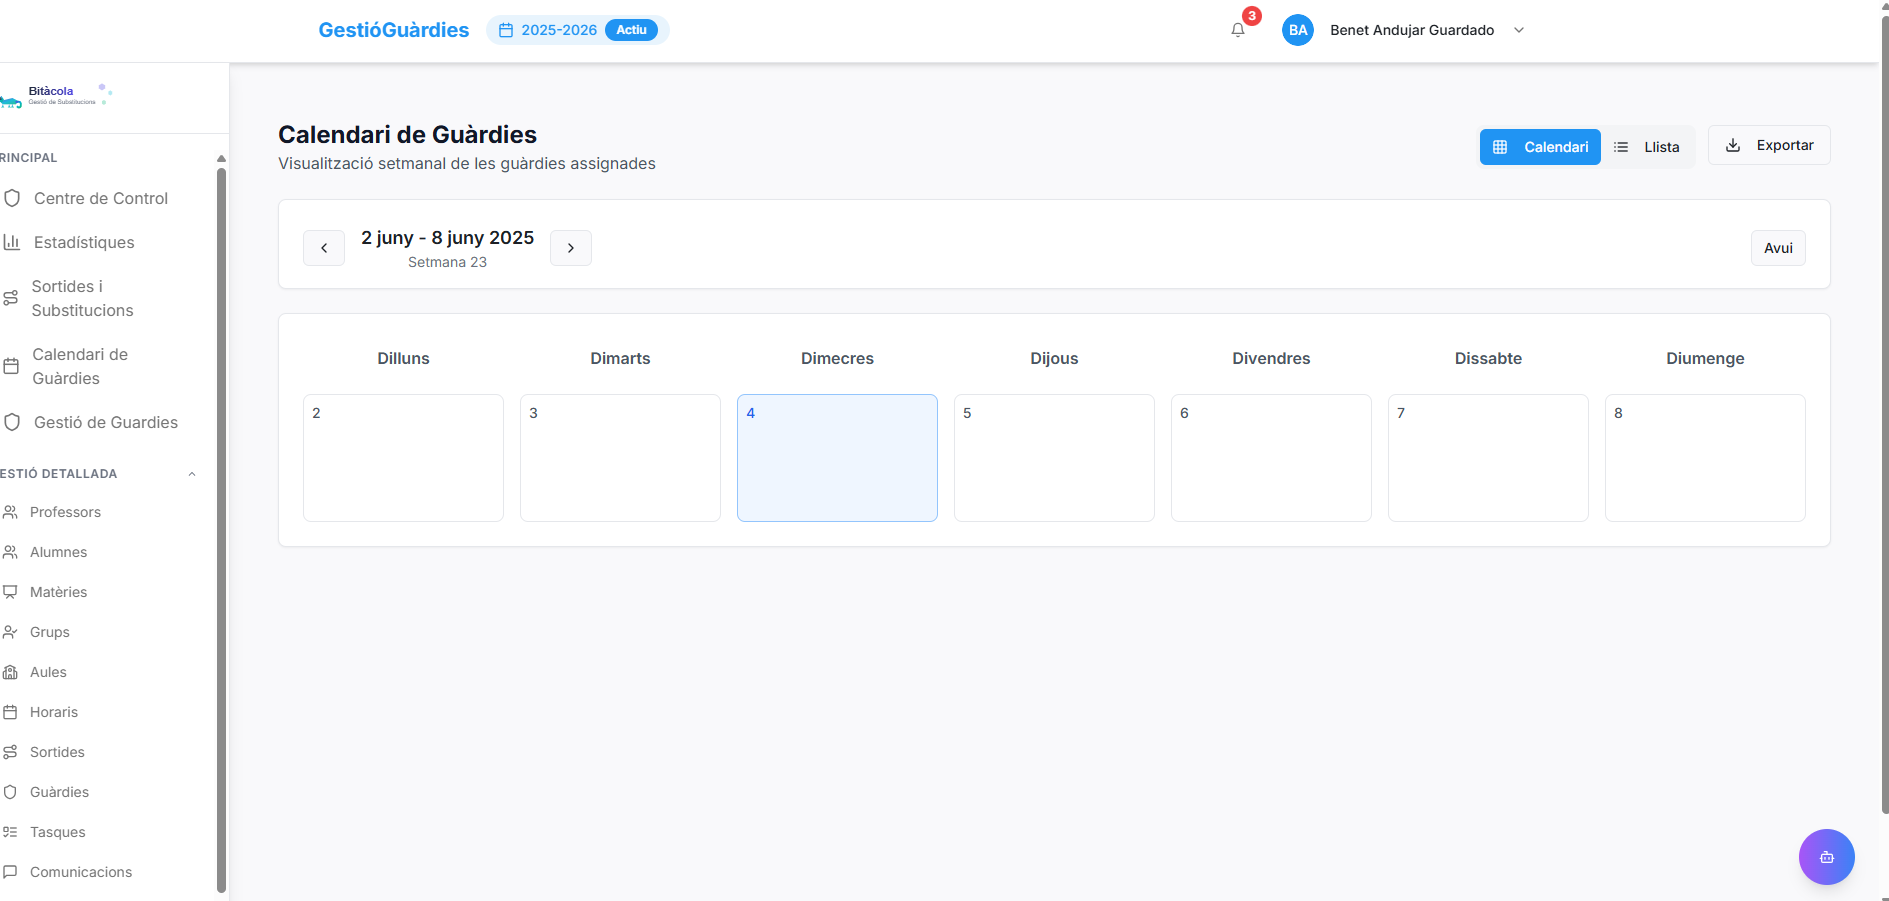 GestióGuàrdies
2025-2026 Actiu
3
BA Benet Andujar Guardado
Bitàcola
Gestió de Substitucions
RINCIPAL
Centre de Control
Estadístiques
Sortides i
Substitucions
Calendari de
Guàrdies
Gestió de Guardies
ESTIÓ DETALLADA
Professors
Alumnes
Matèries
Grups
Aules
Horaris
Sortides
Guàrdies
Tasques
Comunicacions
Calendari de Guàrdies
Visualització setmanal de les guàrdies assignades
Calendari Llista Exportar
2 juny - 8 juny 2025
Setmana 23
Avui
Dilluns Dimarts Dimecres Dijous Divendres Dissabte Diumenge
2 3 4 5 6 7 8